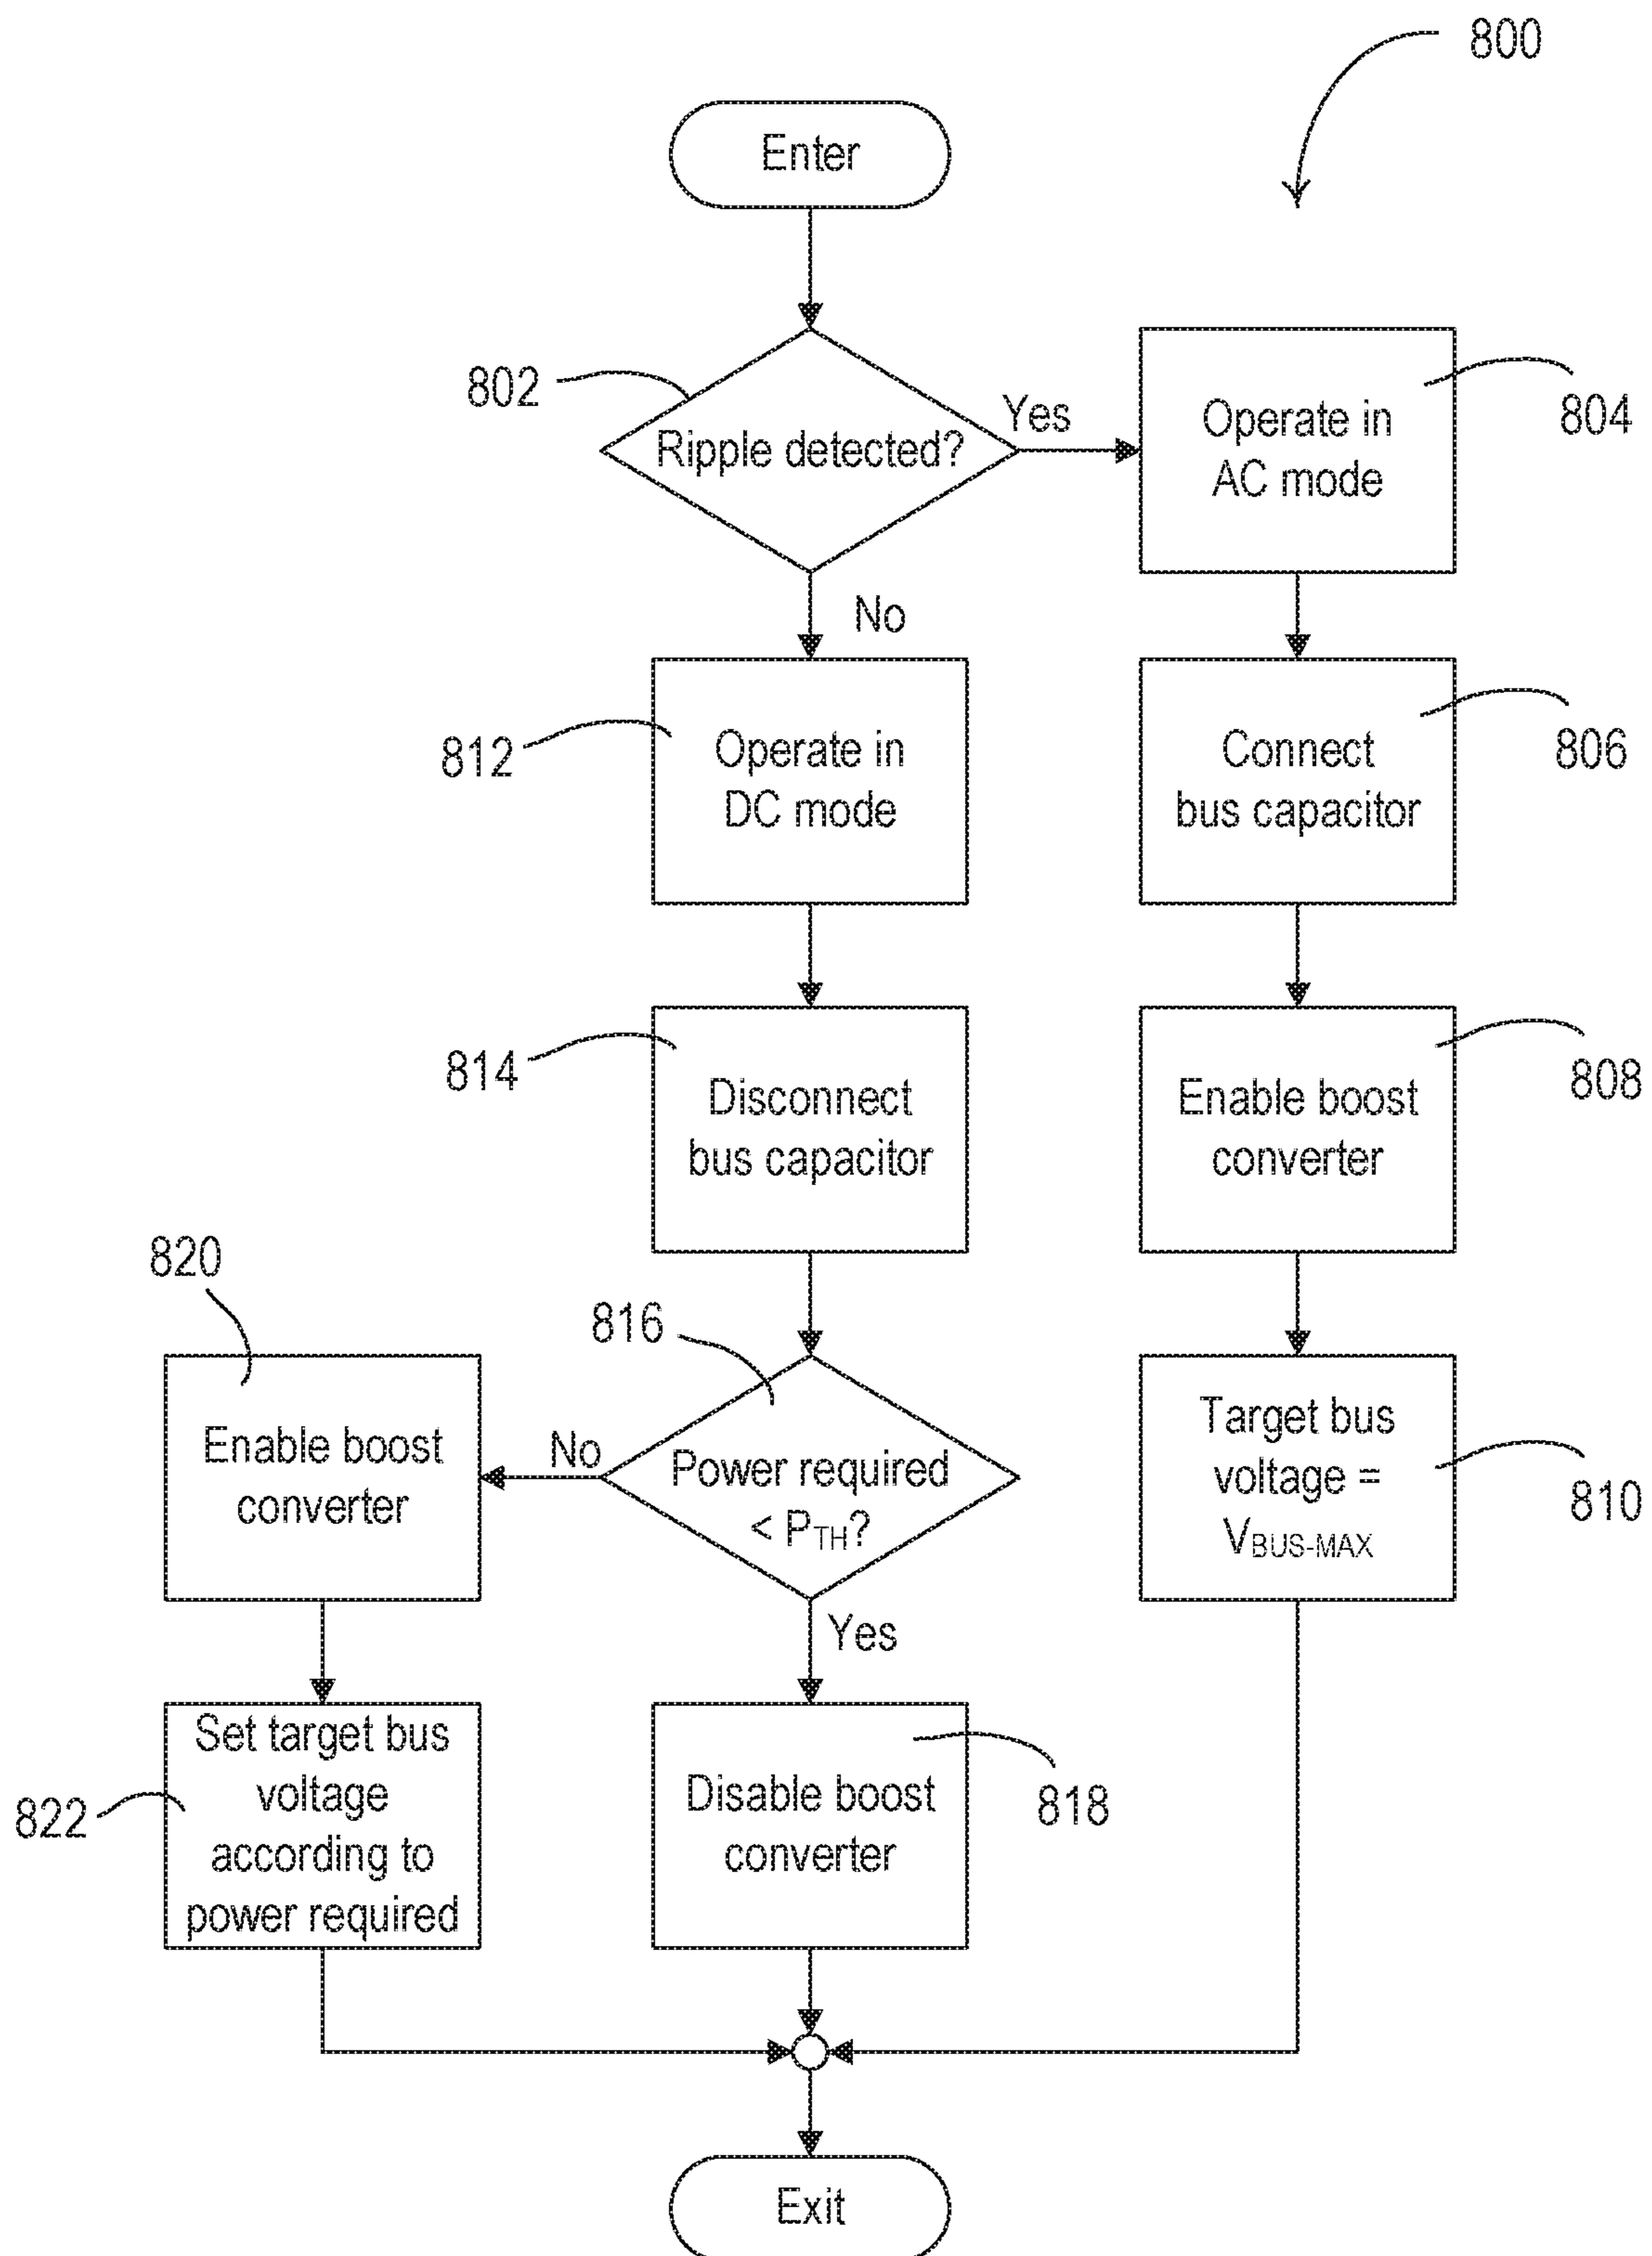 800
Enter
802
Ripple detected?
Yes
Operate in
AC mode
804
No
812
Operate in
DC mode
Connect
bus capacitor
806
814
Disconnect
bus capacitor
Enable boost
converter
808
820
816
Enable boost
converter
No
Power required
< PTH?
Target bus
voltage =
VBUS-MAX
810
Yes
822
Set target bus
voltage
according to
power required
Disable boost
converter
818
Exit